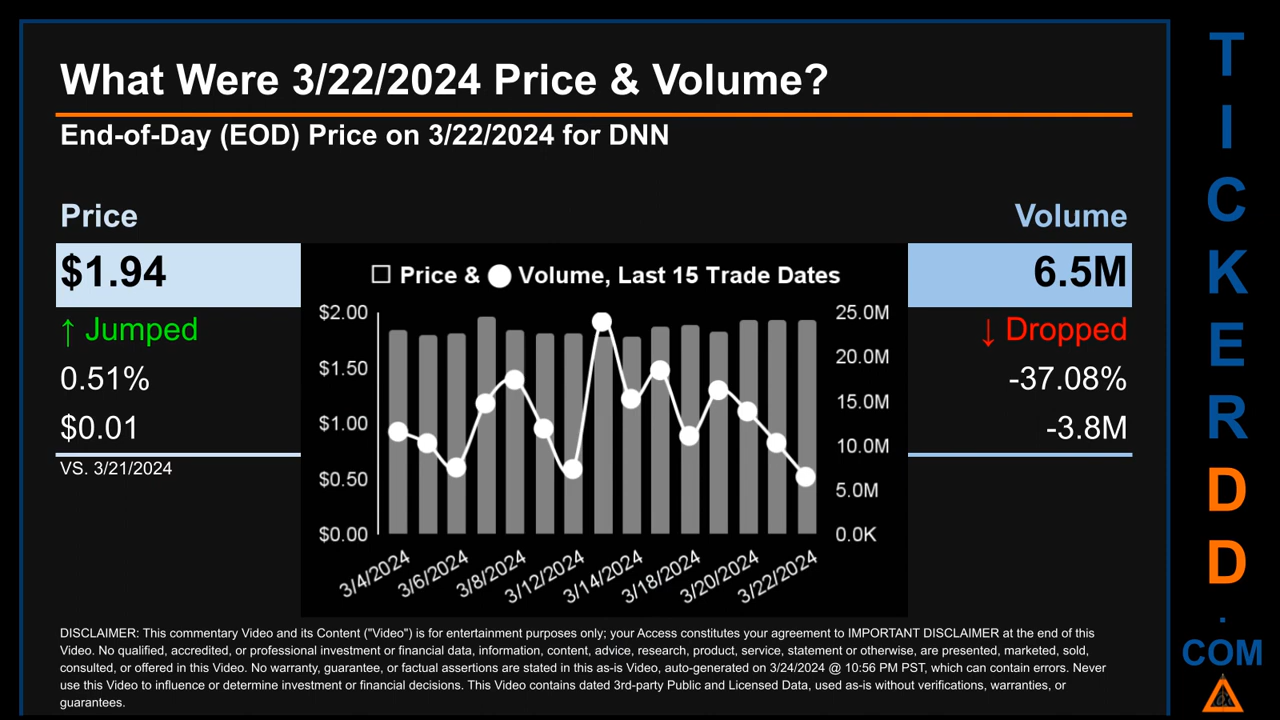 What Were 3/22/2024 Price & Volume?
End-of-Day (EOD) Price on 3/22/2024 for DNN
Price
Volume
$1.94
6.5M
↑ Jumped
↓ Dropped
0.51%
-37.08%
$0.01
-3.8M
VS. 3/21/2024
Price & Volume, Last 15 Trade Dates
$2.00
$1.50
$1.00
$0.50
$0.00
25.0M
20.0M
15.0M
10.0M
5.0M
0.0K
3/4/2024
3/6/2024
3/8/2024
3/12/2024
3/14/2024
3/18/2024
3/20/2024
3/22/2024
DISCLAIMER: This commentary Video and its Content ("Video") is for entertainment purposes only; your Access constitutes your agreement to IMPORTANT DISCLAIMER at the end of this
Video. No qualified, accredited, or professional investment or financial data, information, content, advice, research, product, service, statement or otherwise, are presented, marketed, sold,
consulted, or offered in this Video. No warranty, guarantee, or factual assertions are stated in this as-is Video, auto-generated on 3/24/2024 @ 10:56 PM PST, which can contain errors. Never
use this Video to influence or determine investment or financial decisions. This Video contains dated 3rd-party Public and Licensed Data, used as-is without verifications, warranties, or
guarantees.
T
I
C
K
E
R
D
D
.
COM